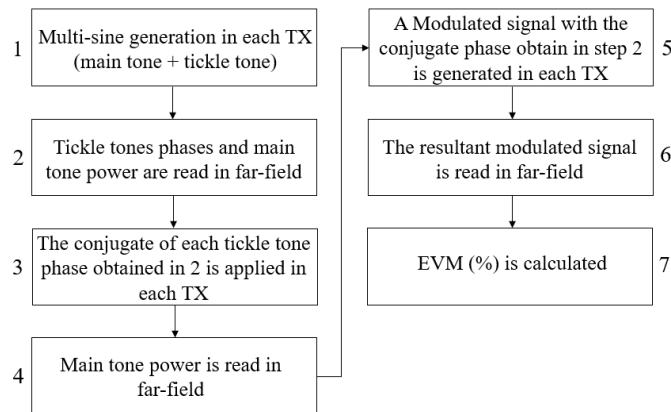 1
Multi-sine generation in each TX
(main tone + tickle tone)
2
Tickle tones phases and main
tone power are read in far-field
3
The conjugate of each tickle tone
phase obtained in 2 is applied in
each TX
4
Main tone power is read in
far-field
A Modulated signal with the
conjugate phase obtain in step 2
is generated in each TX
5
The resultant modulated signal
is read in far-field
6
EVM (%) is calculated
7